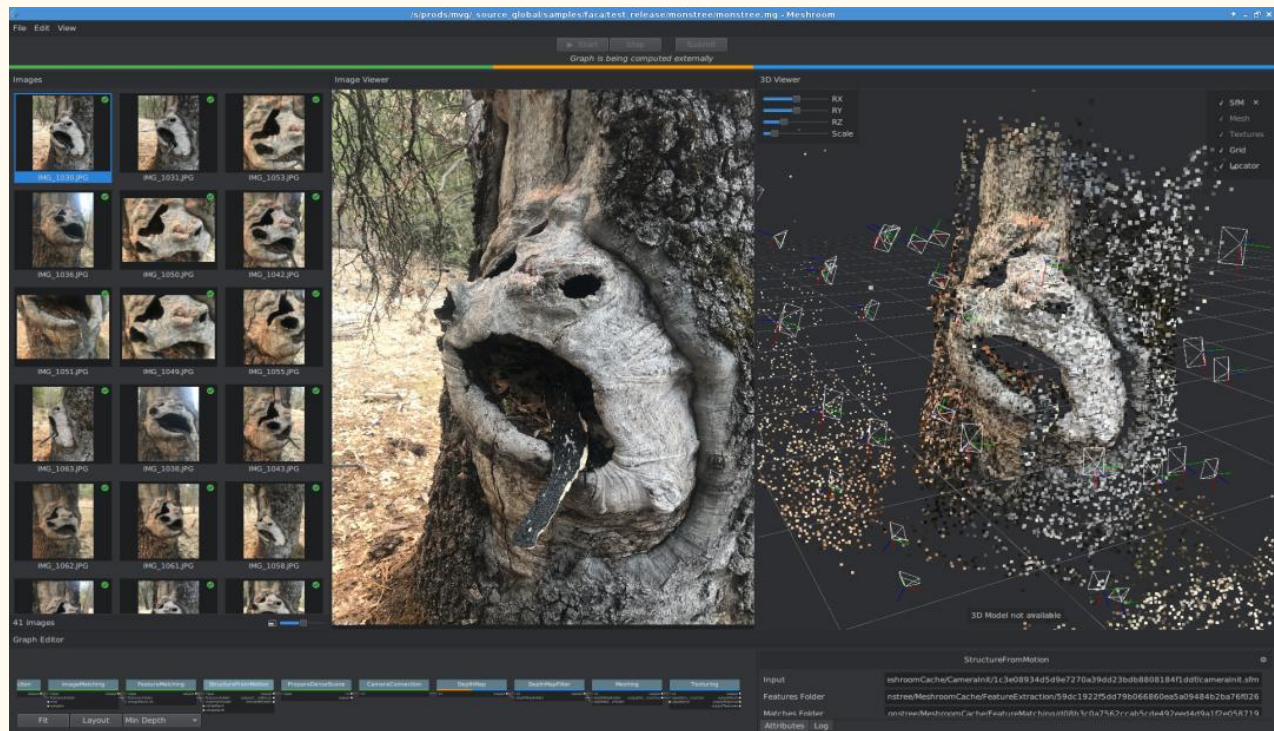 /s/prods/mvg/_source_global/samples/faca/test_release/monstree/monstree.mg - Meshroom
File Edit View
Start Stop Submit
Graph is being computed externally
Images
Image Viewer
3D Viewer
RX
RY
RZ
Scale
SfM
Mesh
Textures
Grid
Locator
IMG_1030.JPG IMG_1031.JPG IMG_1053.JPG
IMG_1036.JPG IMG_1050.JPG IMG_1042.JPG
IMG_1051.JPG IMG_1049.JPG IMG_1055.JPG
IMG_1063.JPG IMG_1038.JPG IMG_1043.JPG
IMG_1062.JPG IMG_1061.JPG IMG_1058.JPG
41 images
3D Model not available
Graph Editor
ImageMatching FeatureMatching StructureFromMotion PrepareDenseScene CameraConnection DepthMap DepthMapFilter Meshing Texturing
Fit Layout Min Depth
StructureFromMotion
Input
Features Folder
Matches Folder
Attributes Log